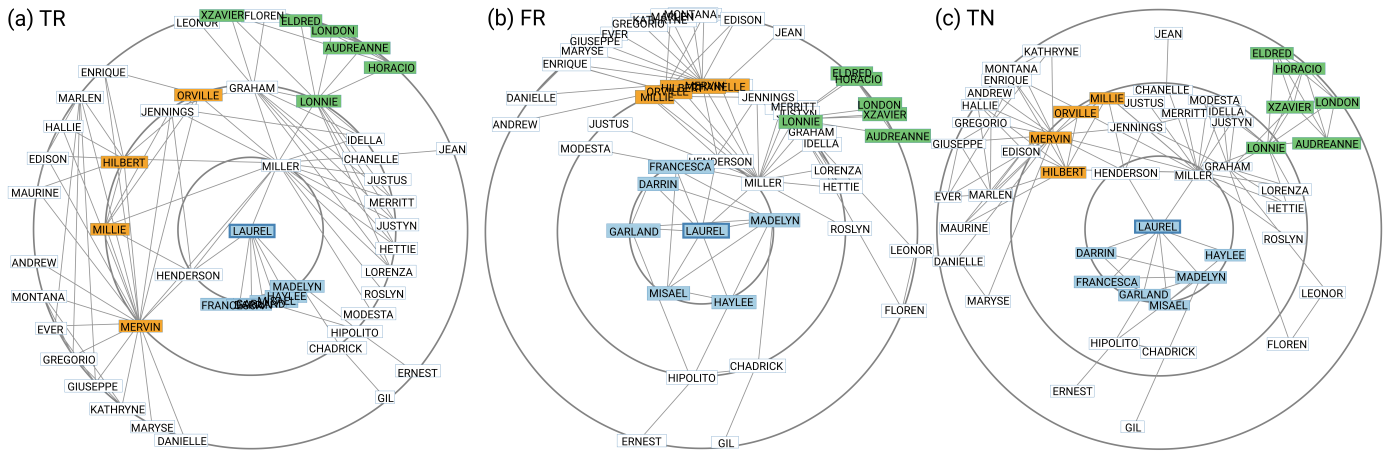 (a) TR
XZAVIER
FLOREN
LEONOR
ELDRED
LONDON
AUDREANNE
HORACIO
ENRIQUE
GRAHAM
ORVILLE
MARLEN
LONNIE
JENNINGS
HALLIE
IDELLA
JEAN
EDISON
HILBERT
CHANELLE
MILLER
JUSTUS
MAURINE
MERRITT
JUSTYN
MILLIE
LAUREL
HETTIE
ANDREW
HENDERSON
LORENZA
MADELYN
ROSLYN
MONTANA
HAYLEE
MODESTA
EVER
MERVIN
HIPOLITO
CHADRICK
GREGORIO
ERNEST
GIUSEPPE
GIL
KATHRYNE
MARYSE
DANIELLE
(b) FR
MONTANA
KATHRYNE
EDISON
GREGORIO
EVER
JEAN
GIUSEPPE
MARYSE
ENRIQUE
ELDRED
HORACIO
MERVIN
ORVILLE
MILLIE
DANIELLE
JENNINGS
LONDON
MERRITT
XZAVIER
ANDREW
JUSTUS
LONNIE
GRAHAM
AUDREANNE
IDELLA
MODESTA
HENDERSON
FRANCESCA
LORENZA
DARRIN
MILLER
HETTIE
MADELYN
GARLAND
LAUREL
ROSLYN
LEONOR
MISAEL
HAYLEE
FLOREN
CHADRICK
HIPOLITO
ERNEST
GIL
(c) TN
JEAN
KATHRYNE
ELDRED
MONTANA
HORACIO
ENRIQUE
ANDREW
CHANELLE
MILLIE
MODESTA
LONDON
HALLIE
JUSTUS
XZAVIER
ORVILLE
MERRITT
IDELLA
GREGORIO
JUSTYN
JENNINGS
MERVIN
GIUSEPPE
EDISON
LONNIE
AUDREANNE
HILBERT
HENDERSON
GRAHAM
MILLER
EVER
MARLEN
LORENZA
HETTIE
MAURINE
LAUREL
ROSLYN
DARRIN
HAYLEE
DANIELLE
FRANCESCA
MADELYN
GARLAND
LEONOR
MARYSE
MISAEL
HIPOLITO
FLOREN
CHADRICK
ERNEST
GIL